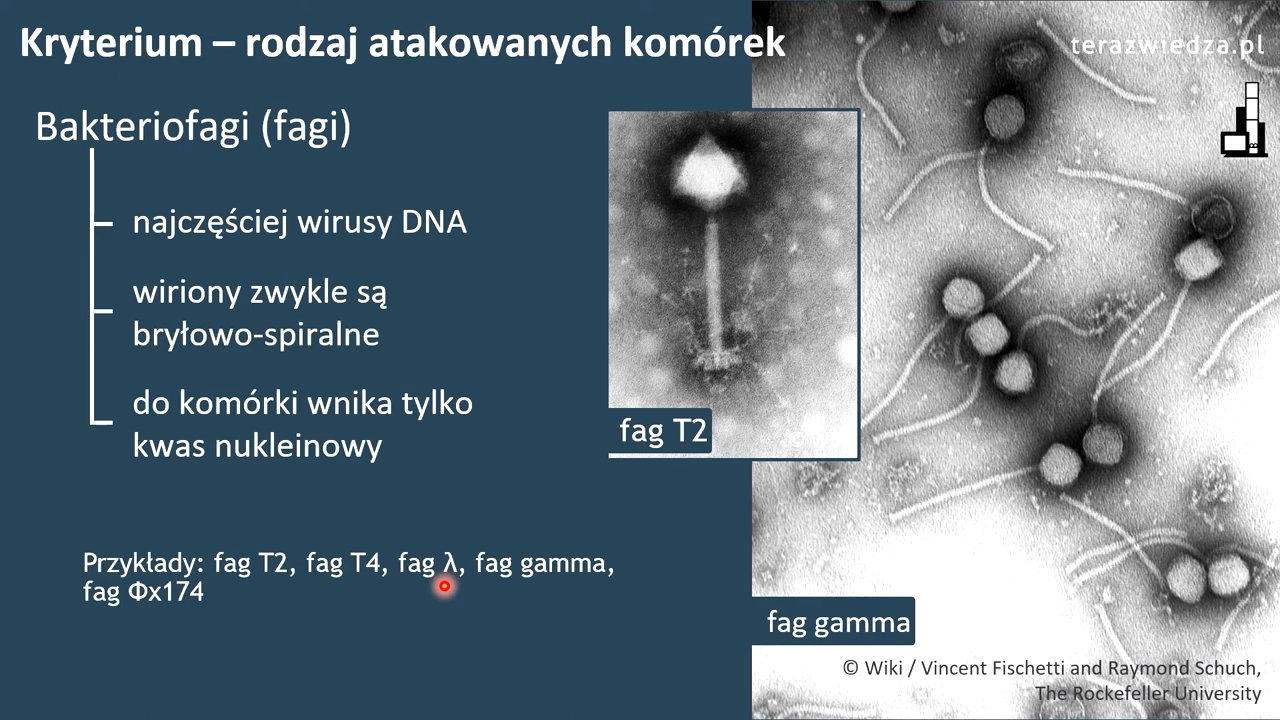 Kryterium – rodzaj atakowanych komórek
terazwiedza.pl
Bakteriofagi (fagi)
najczęściej wirusy DNA
wiriony zwykle są
bryłowo-spiralne
do komórki wnika tylko
kwas nukleinowy
fag T2
Przykłady: fag T2, fag T4, fag λ, fag gamma,
fag Φx174
fag gamma
© Wiki / Vincent Fischetti and Raymond Schuch,
The Rockefeller University